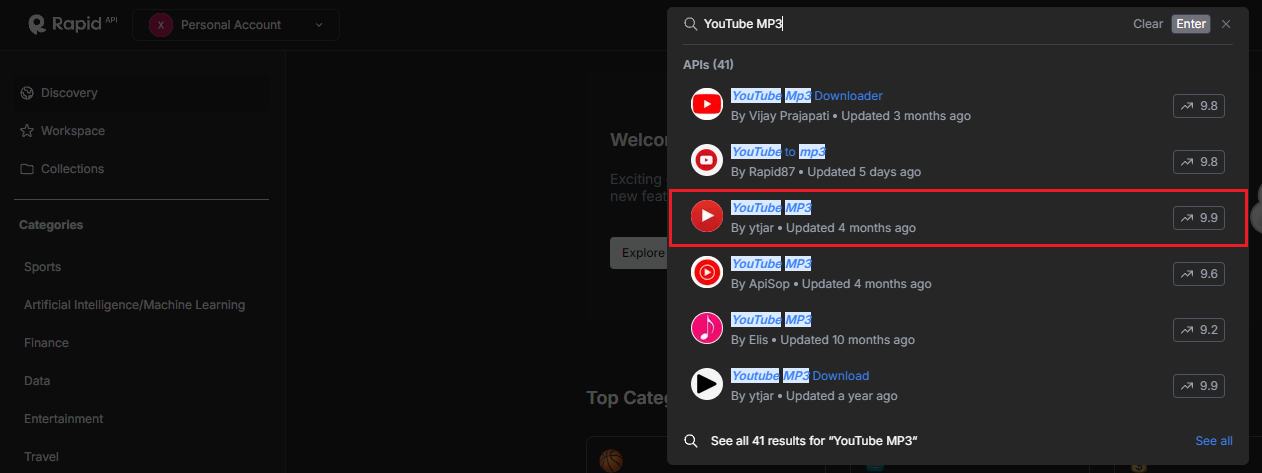 Rapid API
X Personal Account
Discovery
Workspace
Collections
Categories
Sports
Artificial Intelligence/Machine Learning
Finance
Data
Entertainment
Travel
Welco
Exciting
new feat
Explore
Top Categ
YouTube MP3
Clear Enter
APIs (41)
YouTube Mp3 Downloader
By Vijay Prajapati • Updated 3 months ago
9.8
YouTube to mp3
By Rapid87 • Updated 5 days ago
9.8
YouTube MP3
By ytjar • Updated 4 months ago
9.9
YouTube MP3
By ApiSop • Updated 4 months ago
9.6
YouTube MP3
By Elis • Updated 10 months ago
9.2
Youtube MP3 Download
By ytjar • Updated a year ago
9.9
See all 41 results for “YouTube MP3“
See all